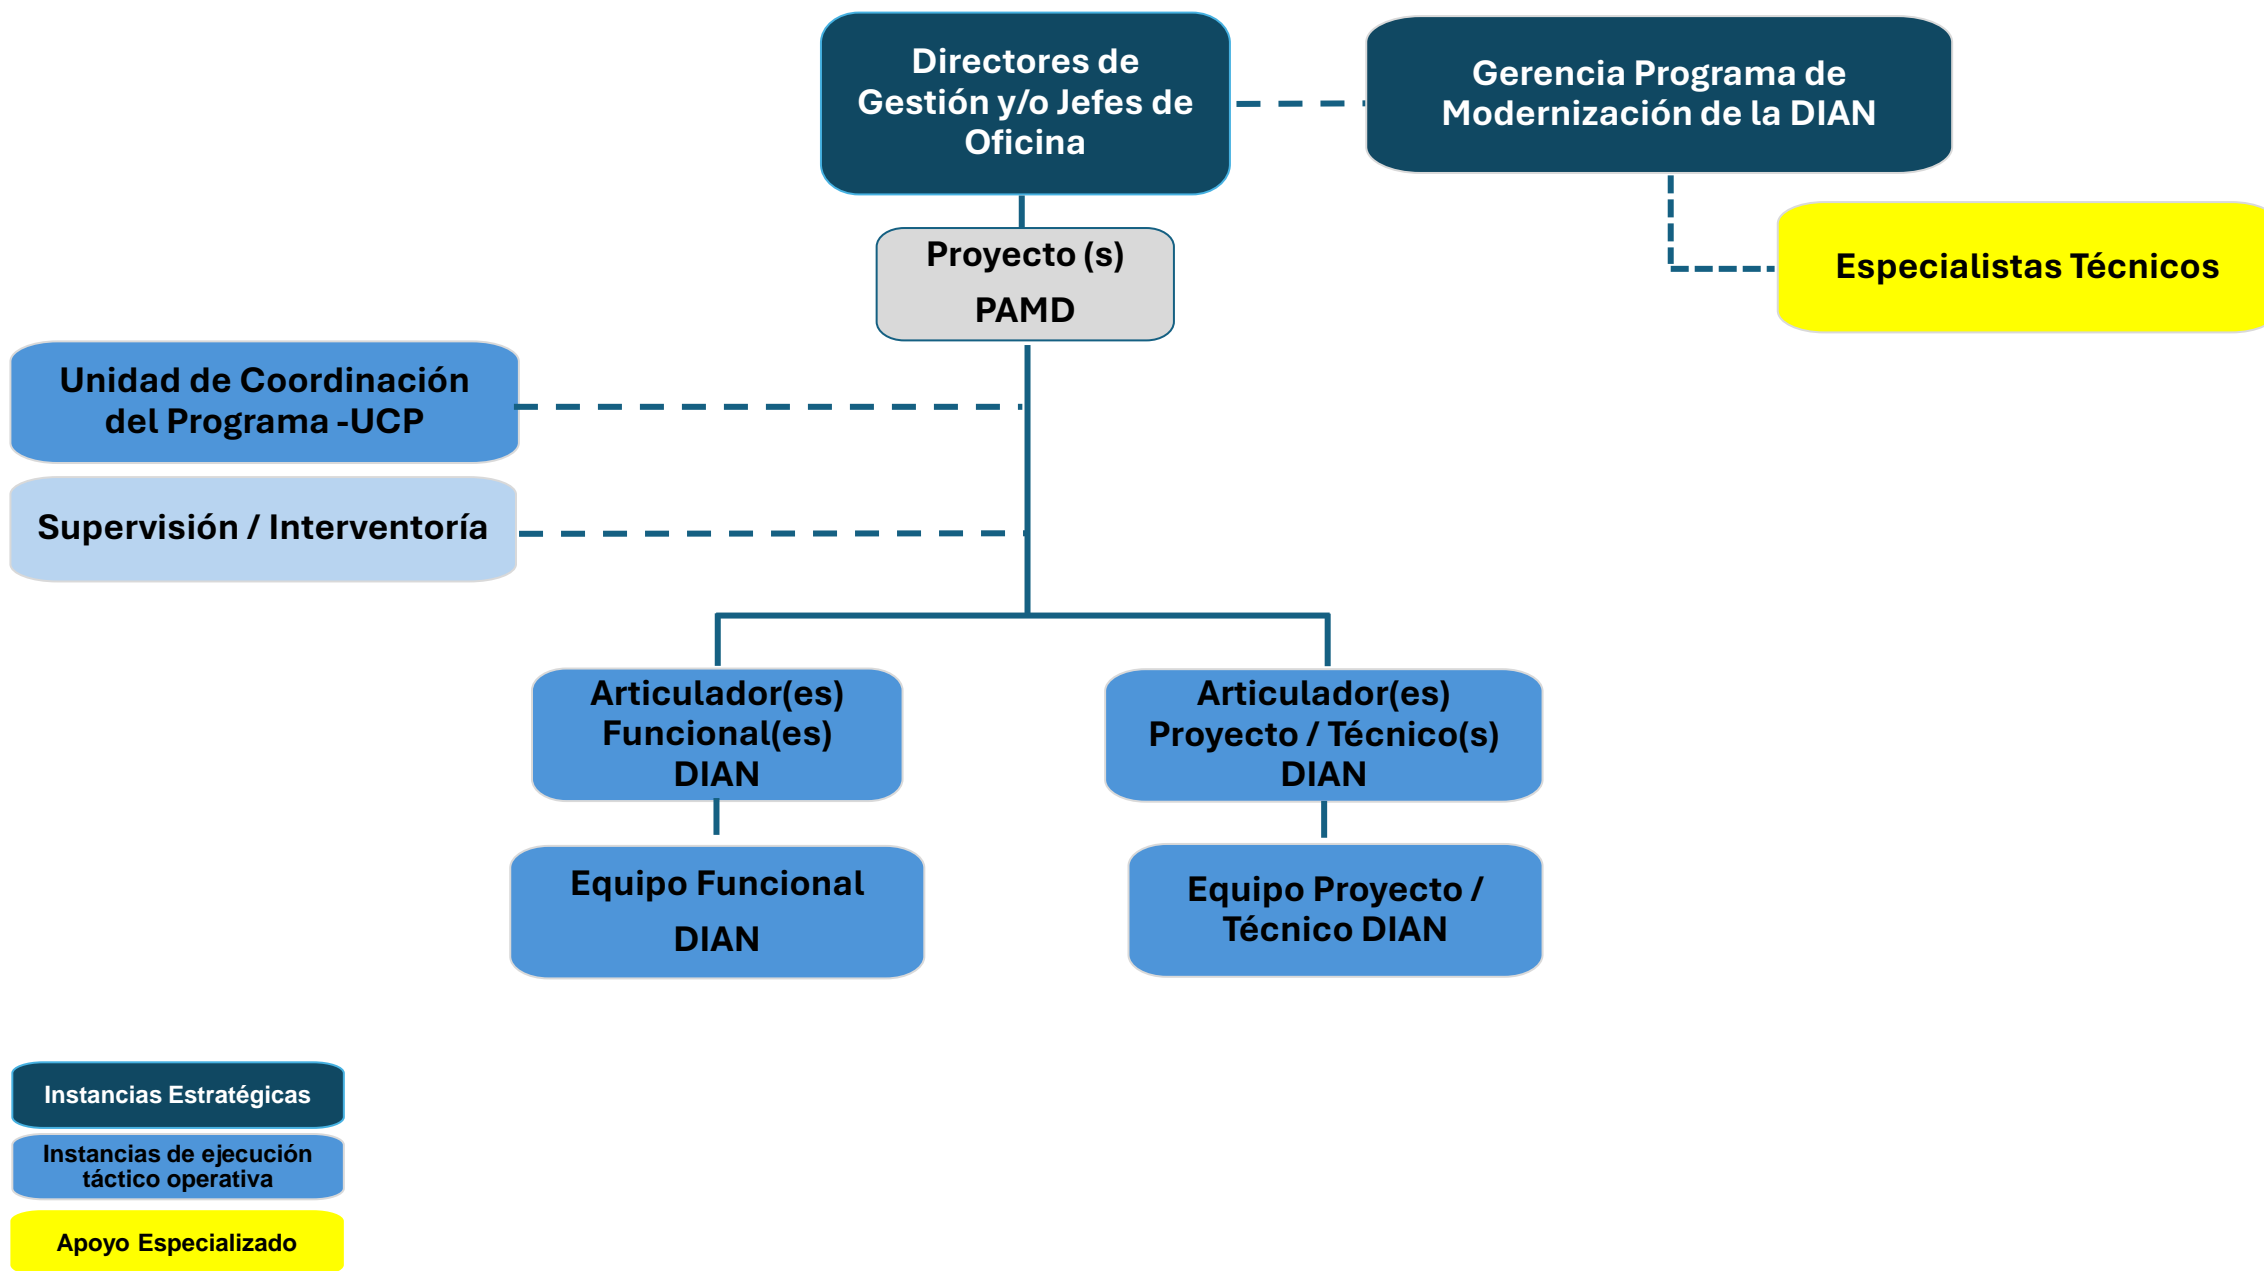 Directores de
Gestión y/o Jefes de
Oficina
Gerencia Programa de
Modernización de la DIAN
Proyecto (s)
PAMD
Especialistas Técnicos
Unidad de Coordinación
del Programa -UCP
Supervisión / Interventoría
Articulador(es)
Funcional(es)
DIAN
Articulador(es)
Proyecto / Técnico(s)
DIAN
Equipo Funcional
DIAN
Equipo Proyecto /
Técnico DIAN
Instancias Estratégicas
Instancias de ejecución
táctico operativa
Apoyo Especializado